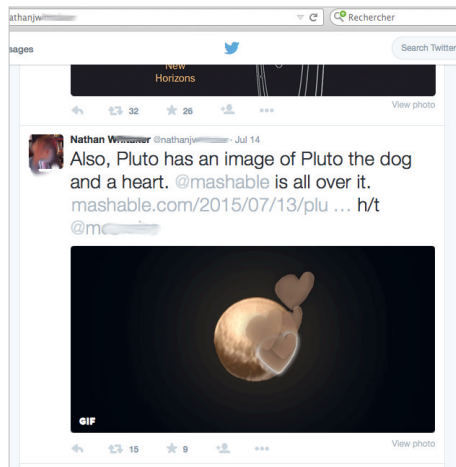 athanjw
Rechercher
sages
Search Twitter
New
Horizons
32 26
View photo
Nathan @nathanjw · Jul 14
Also, Pluto has an image of Pluto the dog
and a heart. @mashable is all over it.
mashable.com/2015/07/13/plu ... h/t
@m
GIF
15 9
View photo